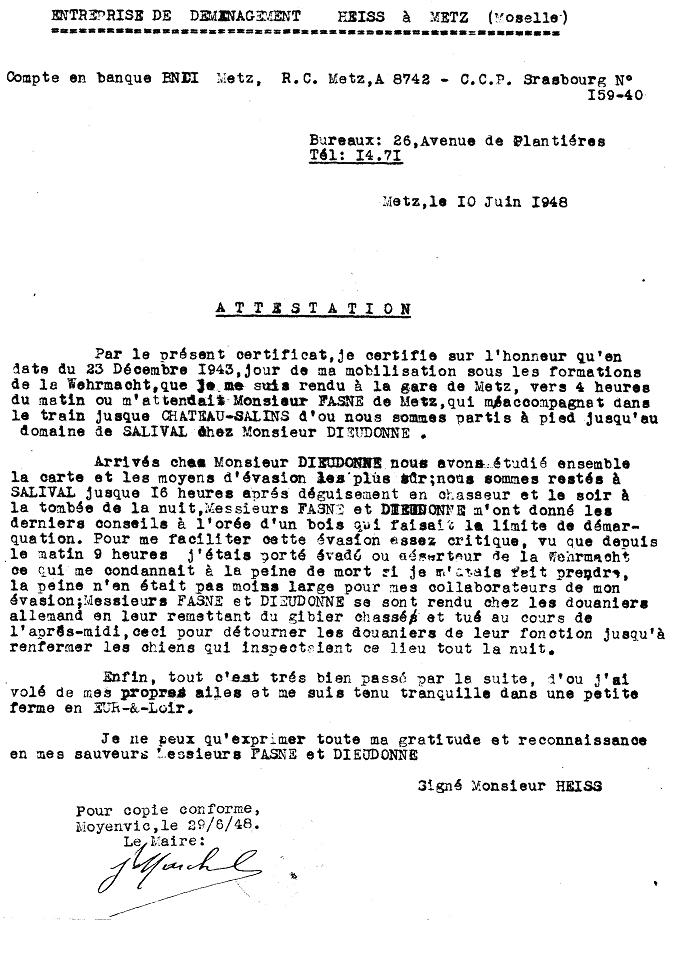 ENTREPRISE DE DEMENAGEMENT HEISS à METZ (Moselle)
Compte en banque BNCI Metz, R.C. Metz,A 8742 - C.C.P. Srasbourg N°
I59-40
Bureaux: 26,Avenue de Plantiéres
Tél: I4.7I
Metz,le IO Juin I948
A T T E S T A T I O N
Par le présent certificat,je certifie sur l'honneur qu'en
date du 23 Décembre I943,jour de ma mobilisation sous les formations
de la Wehrmacht,que je me suis rendu à la gare de Metz, vers 4 heures
du matin ou m'attendait Monsieur FASNE de Metz,qui m'accompagnat dans
le train jusque CHATEAU-SALINS d'ou nous sommes partis à pied jusqu'au
domaine de SALIVAL chez Monsieur DIEUDONNE .
Arrivés chez Monsieur DIEUDONNE nous avons étudié ensemble
la carte et les moyens d'évasion les plus sûr;nous sommes restés à
SALIVAL jusque I6 heures aprés déguisement en chasseur et le soir à
la tombée de la nuit,Messieurs FASNE et DIEUDONNE m'ont donné les
derniers conseils à l'orée d'un bois qui faisait la limite de démar-
quation. Pour me faciliter cette évasion assez critique, vu que depuis
le matin 9 heures j'étais porté évadé ou déserteur de la Wehrmacht
ce qui me condannait à la peine de mort si je m'étais fait prendre,
la peine n'en était pas moins large pour mes collaborateurs de mon
évasion;Messieurs FASNE et DIEUDONNE se sont rendu chez les douaniers
allemand en leur remettant du gibier chassé et tué au cours de
l'aprés-midi,ceci pour détourner les douaniers de leur fonction jusqu'à
renfermer les chiens qui inspectaient ce lieu tout la nuit.
Enfin, tout c'est trés bien passé par la suite, d'ou j'ai
volé de mes propres ailes et me suis tenu tranquille dans une petite
ferme en EUR-&-Loir.
Je ne peux qu'exprimer toute ma gratitude et reconnaissance
en mes sauveurs Messieurs FASNE et DIEUDONNE
Signé Monsieur HEISS
Pour copie conforme,
Moyenvic,le 29/6/48.
Le Maire: